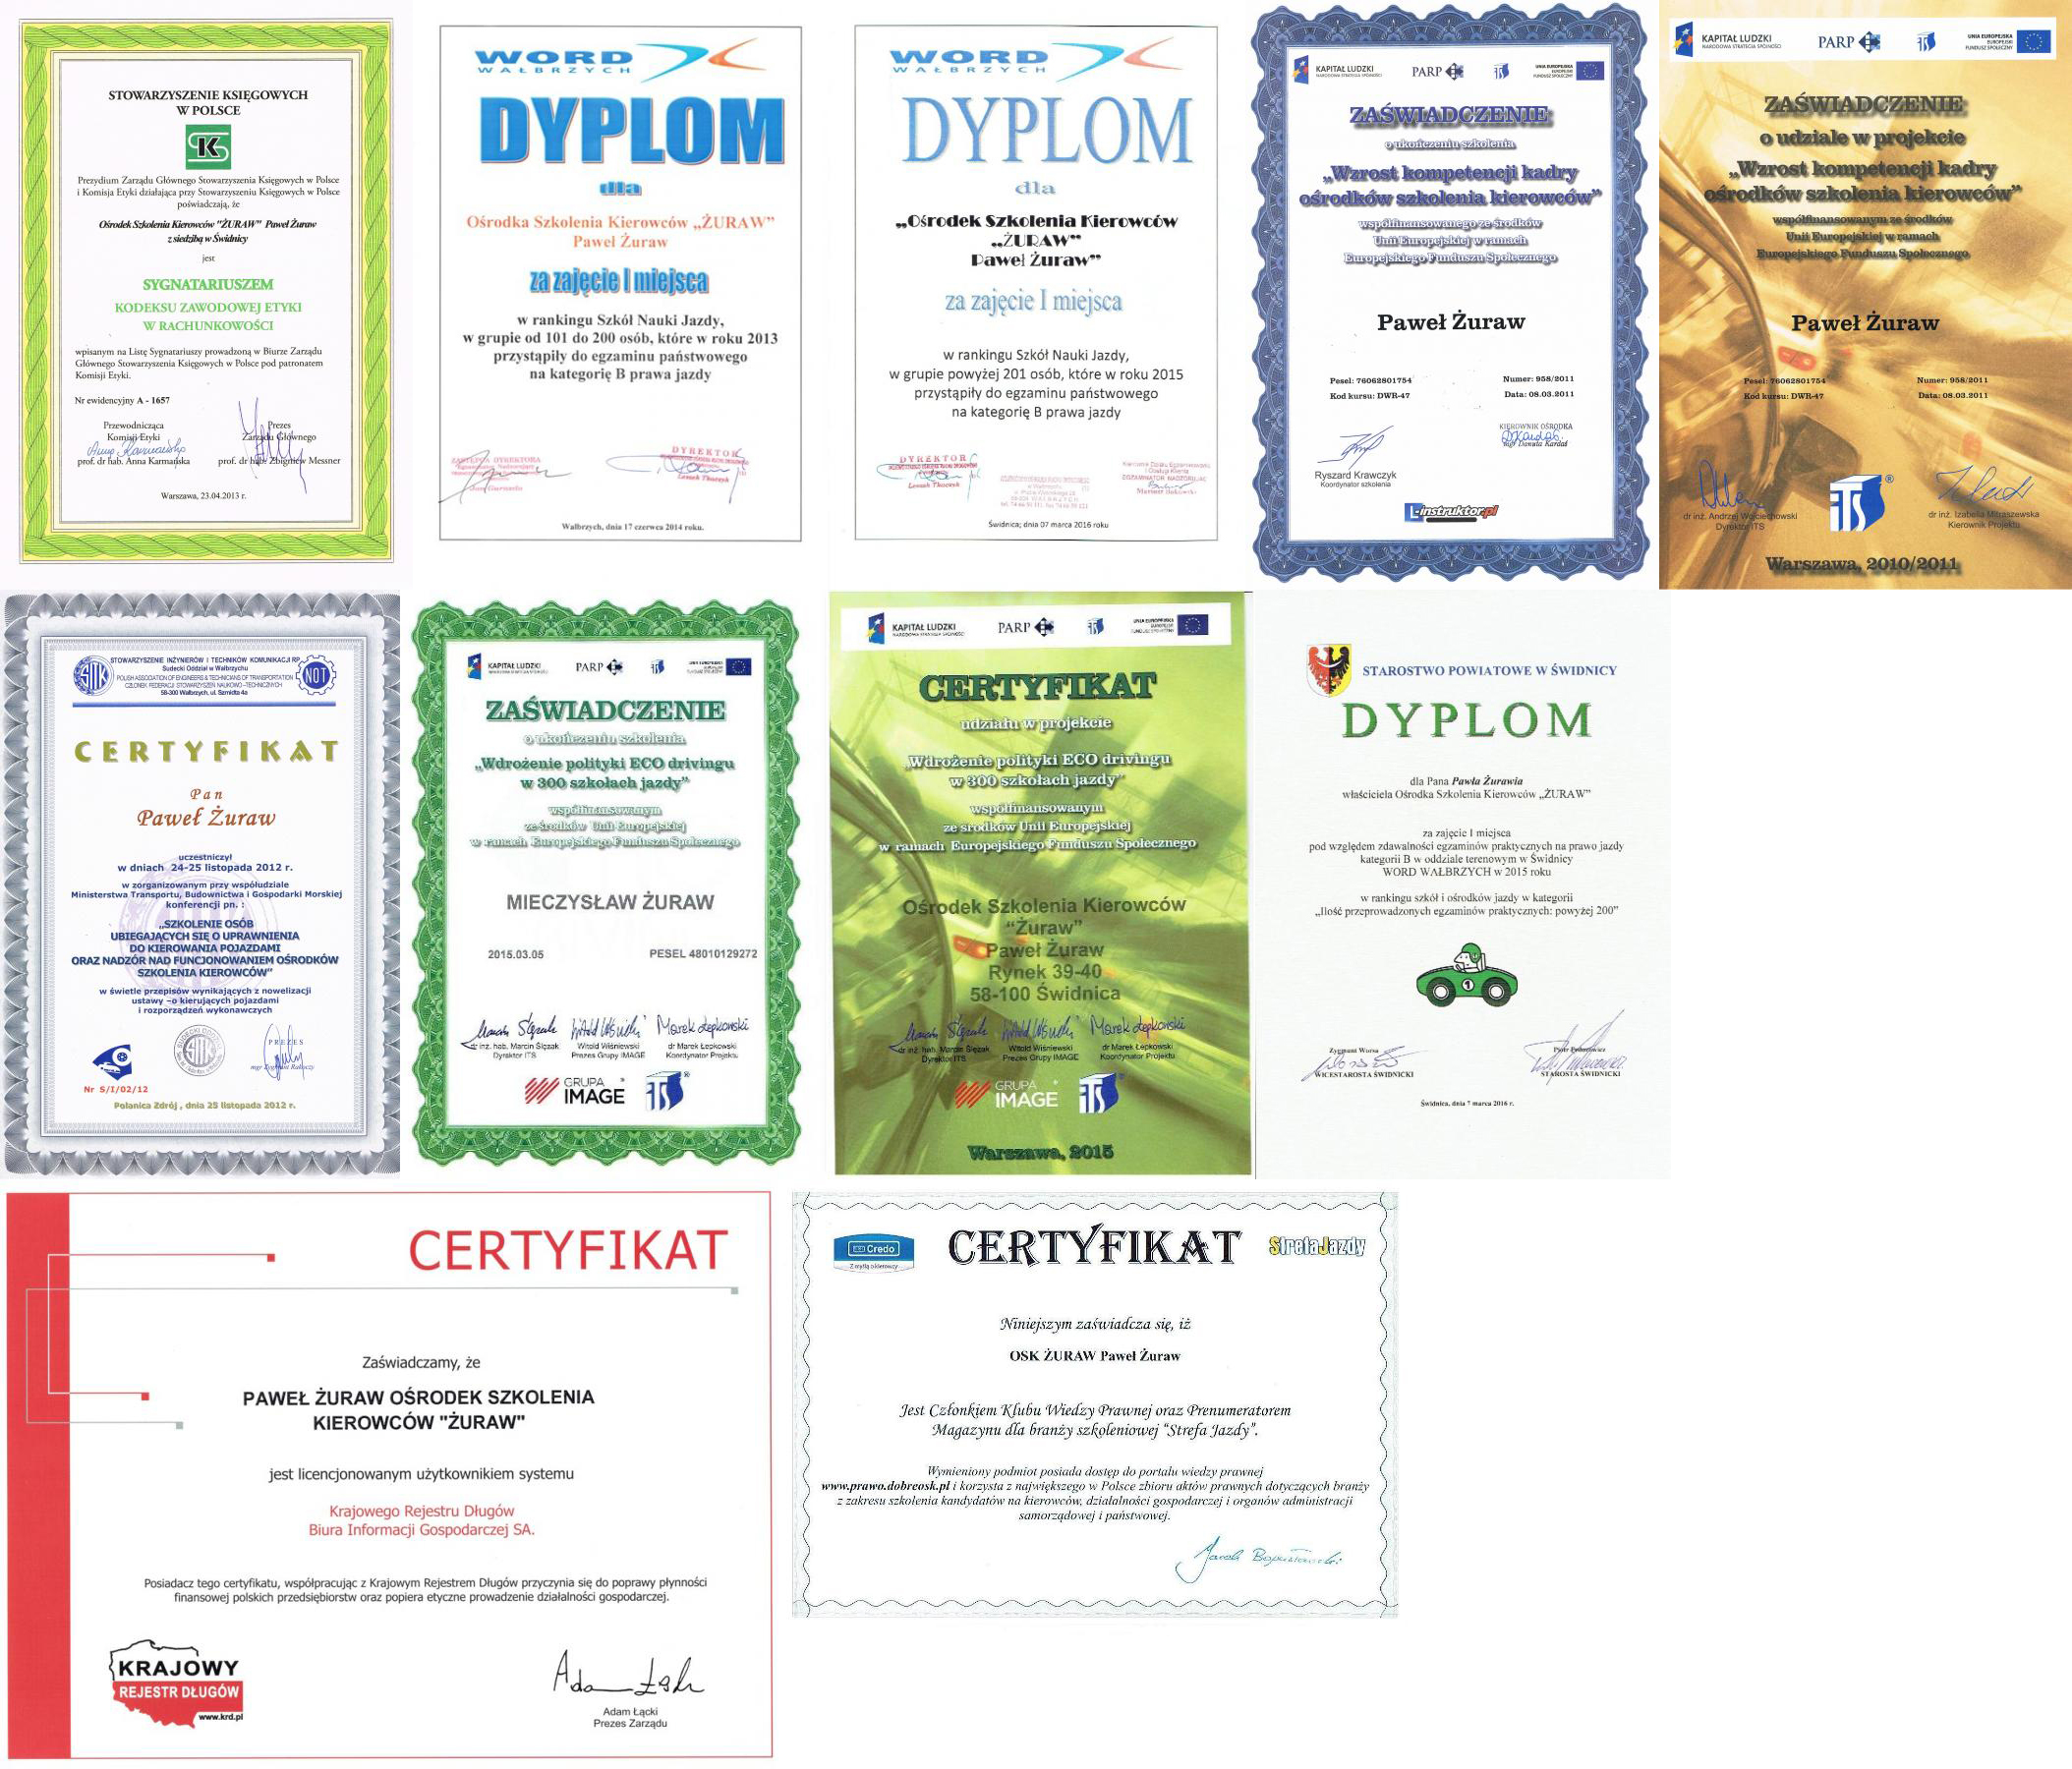 STOWARZYSZENIE KSIĘGOWYCH
W POLSCE
SK
Prezydium Zarządu Głównego Stowarzyszenia Księgowych w Polsce
i Komisja Etyki działająca przy Stowarzyszeniu Księgowych w Polsce
poświadczają, że
Ośrodek Szkolenia Kierowców "ŻURAW" Paweł Żuraw
z siedzibą w Świdnicy
jest
SYGNATARIUSZEM
KODEKSU ZAWODOWEJ ETYKI
W RACHUNKOWOŚCI
wpisanym na Listę Sygnatariuszy prowadzoną w Biurze Zarządu
Głównego Stowarzyszenia Księgowych w Polsce pod patronatem
Komisji Etyki.
Nr ewidencyjny A - 1657
Przewodnicząca
Komisji Etyki
prof. dr hab. Anna Karmańska
Prezes
Zarządu Głównego
prof. dr hab. Zbigniew Messner
Warszawa, 23.04.2013 r.
WORD
WAŁBRZYCH
DYPLOM
dla
Ośrodka Szkolenia Kierowców „ŻURAW”
Paweł Żuraw
za zajęcie I miejsca
w rankingu Szkół Nauki Jazdy,
w grupie od 101 do 200 osób, które w roku 2013
przystąpiły do egzaminu państwowego
na kategorię B prawa jazdy
ZASTĘPCA DYREKTORA
DYREKTOR
Leszek Tkaczyk
Wałbrzych, dnia 17 czerwca 2014 roku.
WORD
WAŁBRZYCH
DYPLOM
dla
„Ośrodek Szkolenia Kierowców
„ŻURAW”
Paweł Żuraw”
za zajęcie I miejsca
w rankingu Szkół Nauki Jazdy,
w grupie powyżej 201 osób, które w roku 2015
przystąpiły do egzaminu państwowego
na kategorię B prawa jazdy
DYREKTOR
Leszek Tkaczyk
EGZAMINATOR NADZORUJĄC
Świdnica; dnia 07 marca 2016 roku
KAPITAŁ LUDZKI
NARODOWA STRATEGIA SPÓJNOŚCI
PARP
ITS
UNIA EUROPEJSKA
EUROPEJSKI
FUNDUSZ SPOŁECZNY
ZAŚWIADCZENIE
o ukończeniu szkolenia
„Wzrost kompetencji kadry
ośrodków szkolenia kierowców”
współfinansowanego ze środków
Unii Europejskiej w ramach
Europejskiego Funduszu Społecznego
Paweł Żuraw
Pesel: 76062801754
Numer: 958/2011
Kod kursu: DWR-47
Data: 08.03.2011
Ryszard Krawczyk
Koordynator szkolenia
KIEROWNIK OŚRODKA
mgr Danuta Kardaś
L-instruktor.pl
KAPITAŁ LUDZKI
NARODOWA STRATEGIA SPÓJNOŚCI
PARP
ITS
UNIA EUROPEJSKA
EUROPEJSKI
FUNDUSZ SPOŁECZNY
ZAŚWIADCZENIE
o udziale w projekcie
„Wzrost kompetencji kadry
ośrodków szkolenia kierowców”
współfinansowanym ze środków
Unii Europejskiej w ramach
Europejskiego Funduszu Społecznego
Paweł Żuraw
Pesel: 76062801754
Numer: 958/2011
Kod kursu: DWR-47
Data: 08.03.2011
dr inż. Andrzej Wojciechowski
Dyrektor ITS
ITS ®
dr inż. Izabella Mitraszewska
Kierownik Projektu
Warszawa, 2010/2011
SITK
STOWARZYSZENIE INŻYNIERÓW I TECHNIKÓW KOMUNIKACJI RP
Sudecki Oddział w Wałbrzychu
POLISH ASSOCIATION OF ENGINEERS & TECHNICIANS OF TRANSPORTATION
CZŁONEK FEDERACJI STOWARZYSZEŃ NAUKOWO-TECHNICZNYCH
58-300 Wałbrzych, ul. Szmidta 4a
NOT
CERTYFIKAT
Pan
Paweł Żuraw
uczestniczył
w dniach 24-25 listopada 2012 r.
w zorganizowanym przy współudziale
Ministerstwa Transportu, Budownictwa i Gospodarki Morskiej
konferencji pn. :
„SZKOLENIE OSÓB
UBIEGAJĄCYCH SIĘ O UPRAWNIENIA
DO KIEROWANIA POJAZDAMI
ORAZ NADZÓR NAD FUNCJONOWANIEM OŚRODKÓW
SZKOLENIA KIEROWCÓW”
w świetle przepisów wynikających z nowelizacji
ustawy –o kierujących pojazdami
i rozporządzeń wykonawczych
PREZES
Nr S/I/02/12
Polanica Zdrój , dnia 25 listopada 2012 r.
KAPITAŁ LUDZKI
NARODOWA STRATEGIA SPÓJNOŚCI
PARP
ITS
UNIA EUROPEJSKA
EUROPEJSKI
FUNDUSZ SPOŁECZNY
ZAŚWIADCZENIE
o ukończeniu szkolenia
„Wdrożenie polityki ECO drivingu
w 300 szkołach jazdy”
współfinansowanym
ze środków Unii Europejskiej
w ramach Europejskiego Funduszu Społecznego
MIECZYSŁAW ŻURAW
2015.03.05
PESEL 48010129272
dr inż. hab. Marcin Ślęzak
Dyrektor ITS
Witold Wiśniewski
Prezes Grupy IMAGE
Marek Łepkowski
dr Marek Łepkowski
Koordynator Projektu
GRUPA
IMAGE
ITS ®
KAPITAŁ LUDZKI
NARODOWA STRATEGIA SPÓJNOŚCI
PARP
ITS
UNIA EUROPEJSKA
EUROPEJSKI
FUNDUSZ SPOŁECZNY
CERTYFIKAT
udziału w projekcie
„Wdrożenie polityki ECO drivingu
w 300 szkołach jazdy”
współfinansowanym
ze środków Unii Europejskiej
w ramach Europejskiego Funduszu Społecznego
Ośrodek Szkolenia Kierowców
“Żuraw”
Paweł Żuraw
Rynek 39-40
58-100 Świdnica
dr inż. hab. Marcin Ślęzak
Dyrektor ITS
Witold Wiśniewski
Prezes Grupy IMAGE
Marek Łepkowski
dr Marek Łepkowski
Koordynator Projektu
GRUPA
IMAGE
ITS ®
Warszawa, 2015
STAROSTWO POWIATOWE W ŚWIDNICY
DYPLOM
dla Pana Pawła Żurawia
właściciela Ośrodka Szkolenia Kierowców „ŻURAW”
za zajęcie I miejsca
pod względem zdawalności egzaminów praktycznych na prawo jazdy
kategorii B w oddziale terenowym w Świdnicy
WORD WAŁBRZYCH w 2015 roku
w rankingu szkół i ośrodków jazdy w kategorii
„Ilość przeprowadzonych egzaminów praktycznych: powyżej 200”
1
Zygmunt Worsa
WICESTAROSTA ŚWIDNICKI
Piotr Fedorowicz
STAROSTA ŚWIDNICKI
Świdnica, dnia 7 marca 2016 r.
CERTYFIKAT
Zaświadczamy, że
PAWEŁ ŻURAW OŚRODEK SZKOLENIA
KIEROWCÓW "ŻURAW"
jest licencjonowanym użytkownikiem systemu
Krajowego Rejestru Długów
Biura Informacji Gospodarczej SA.
Posiadacz tego certyfikatu, współpracując z Krajowym Rejestrem Długów przyczynia się do poprawy płynności
finansowej polskich przedsiębiorstw oraz popiera etyczne prowadzenie działalności gospodarczej.
KRAJOWY
REJESTR DŁUGÓW
www.krd.pl
Adam Łącki
Prezes Zarządu
Credo
Z myślą o kierowcy
CERTYFIKAT
StrefaJazdy
Niniejszym zaświadcza się, iż
OSK ŻURAW Paweł Żuraw
Jest Członkiem Klubu Wiedzy Prawnej oraz Prenumeratorem
Magazynu dla branży szkoleniowej “Strefa Jazdy”.
Wymieniony podmiot posiada dostęp do portalu wiedzy prawnej
www.prawo.dobreosk.pl i korzysta z największego w Polsce zbioru aktów prawnych dotyczących branży
z zakresu szkolenia kandydatów na kierowców, działalności gospodarczej i organów administracji
samorządowej i państwowej.